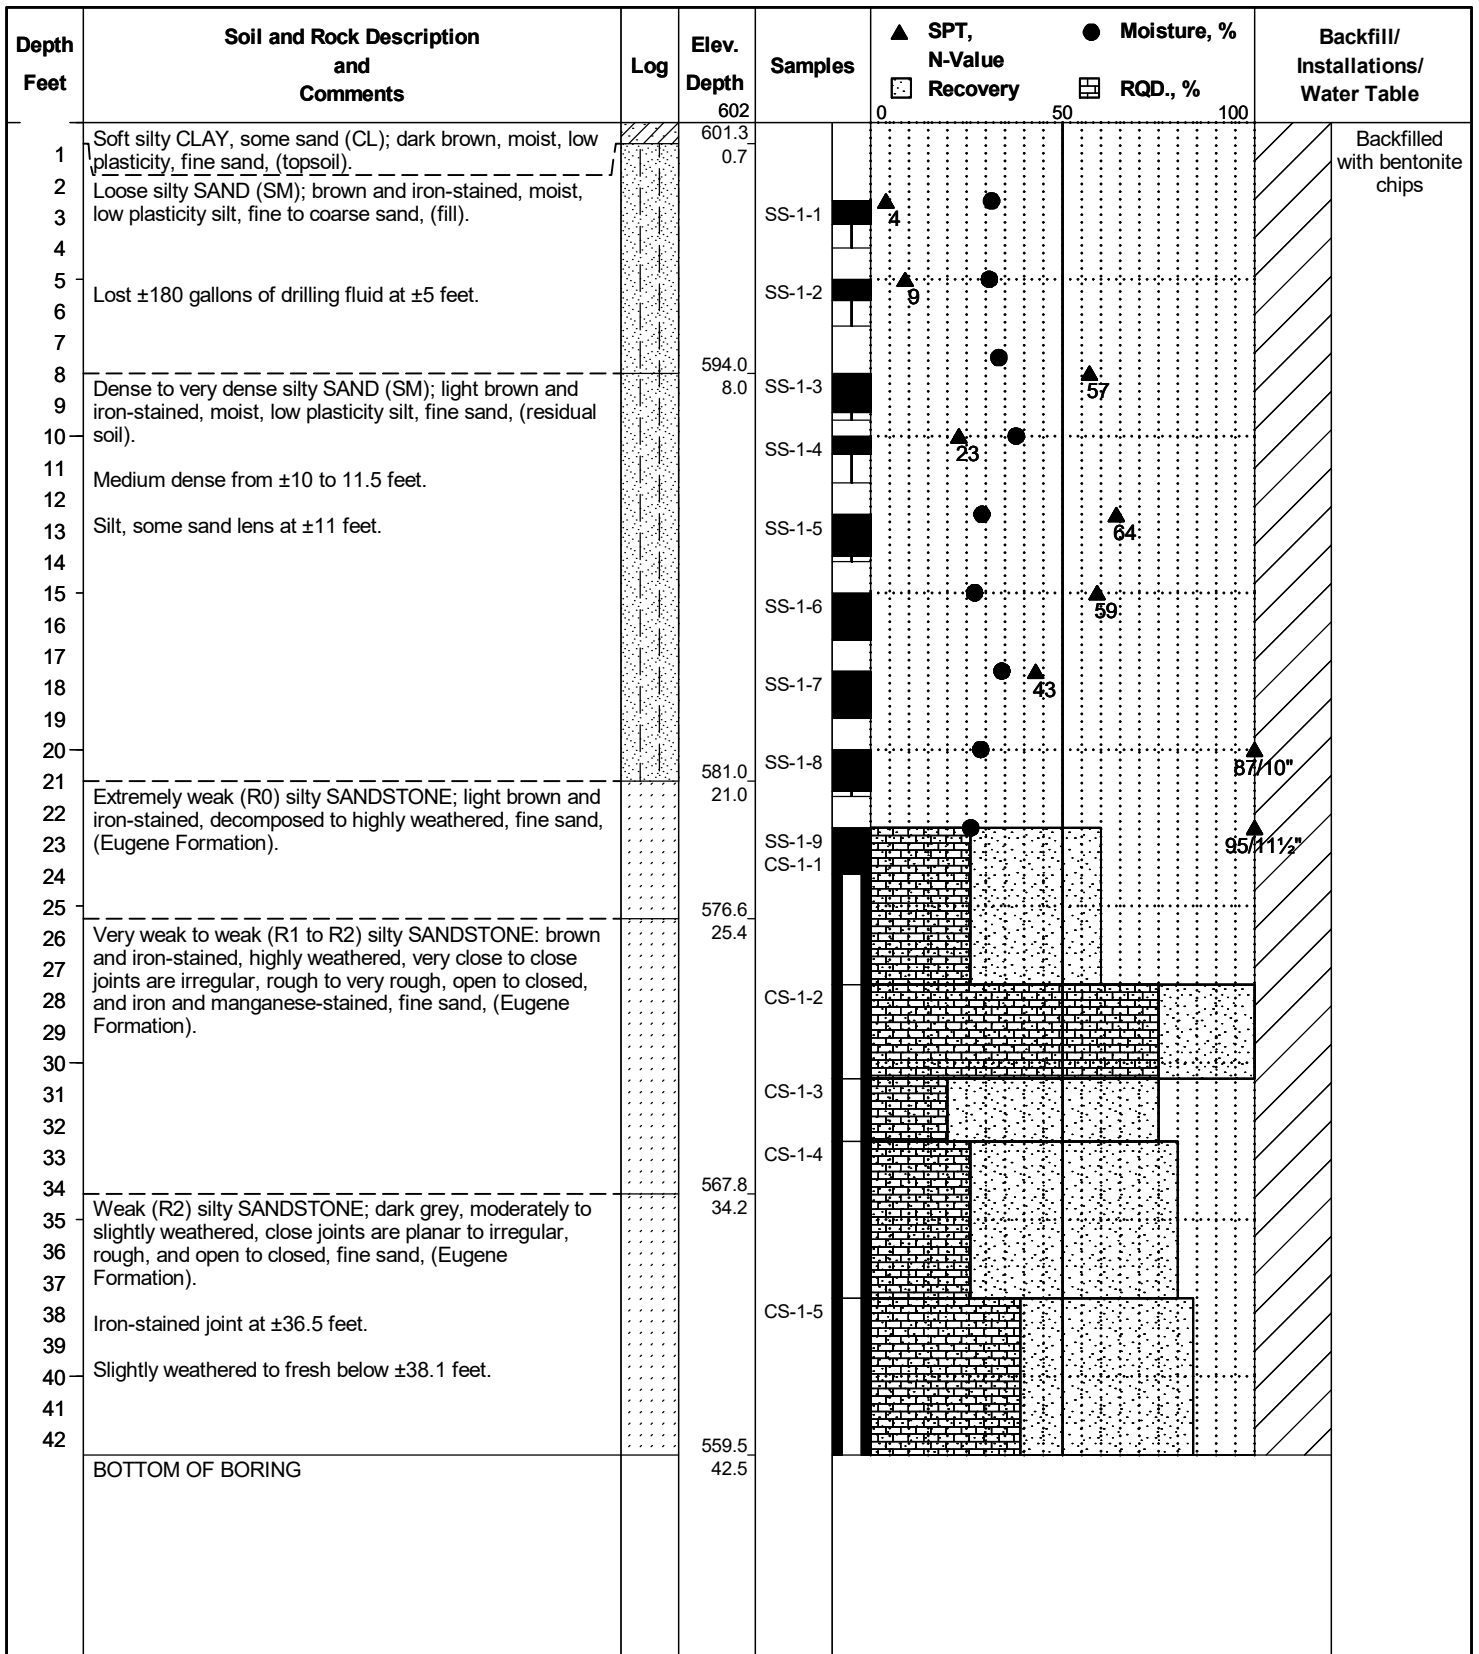 Depth
Feet
Soil and Rock Description
and
Comments
Log
Elev.
Depth
602
Samples
▲ SPT,
N-Value
● Moisture, %
Recovery
RQD., %
0 50 100
Backfill/
Installations/
Water Table
Soft silty CLAY, some sand (CL); dark brown, moist, low
plasticity, fine sand, (topsoil).
601.3
0.7
Backfilled
with bentonite
chips
1
2
3
4
5
6
7
8
9
10
11
12
13
14
15
16
17
18
19
20
21
22
23
24
25
26
27
28
29
30
31
32
33
34
35
36
37
38
39
40
41
42
Loose silty SAND (SM); brown and iron-stained, moist,
low plasticity silt, fine to coarse sand, (fill).
Lost ±180 gallons of drilling fluid at ±5 feet.
594.0
8.0
Dense to very dense silty SAND (SM); light brown and
iron-stained, moist, low plasticity silt, fine sand, (residual
soil).
Medium dense from ±10 to 11.5 feet.
Silt, some sand lens at ±11 feet.
581.0
21.0
Extremely weak (R0) silty SANDSTONE; light brown and
iron-stained, decomposed to highly weathered, fine sand,
(Eugene Formation).
576.6
25.4
Very weak to weak (R1 to R2) silty SANDSTONE: brown
and iron-stained, highly weathered, very close to close
joints are irregular, rough to very rough, open to closed,
and iron and manganese-stained, fine sand, (Eugene
Formation).
567.8
34.2
Weak (R2) silty SANDSTONE; dark grey, moderately to
slightly weathered, close joints are planar to irregular,
rough, and open to closed, fine sand, (Eugene
Formation).
Iron-stained joint at ±36.5 feet.
Slightly weathered to fresh below ±38.1 feet.
559.5
42.5
BOTTOM OF BORING
SS-1-1
4
SS-1-2
9
SS-1-3
57
SS-1-4
23
SS-1-5
64
SS-1-6
59
SS-1-7
43
SS-1-8
87/10"
SS-1-9
95/11½"
CS-1-1
CS-1-2
CS-1-3
CS-1-4
CS-1-5